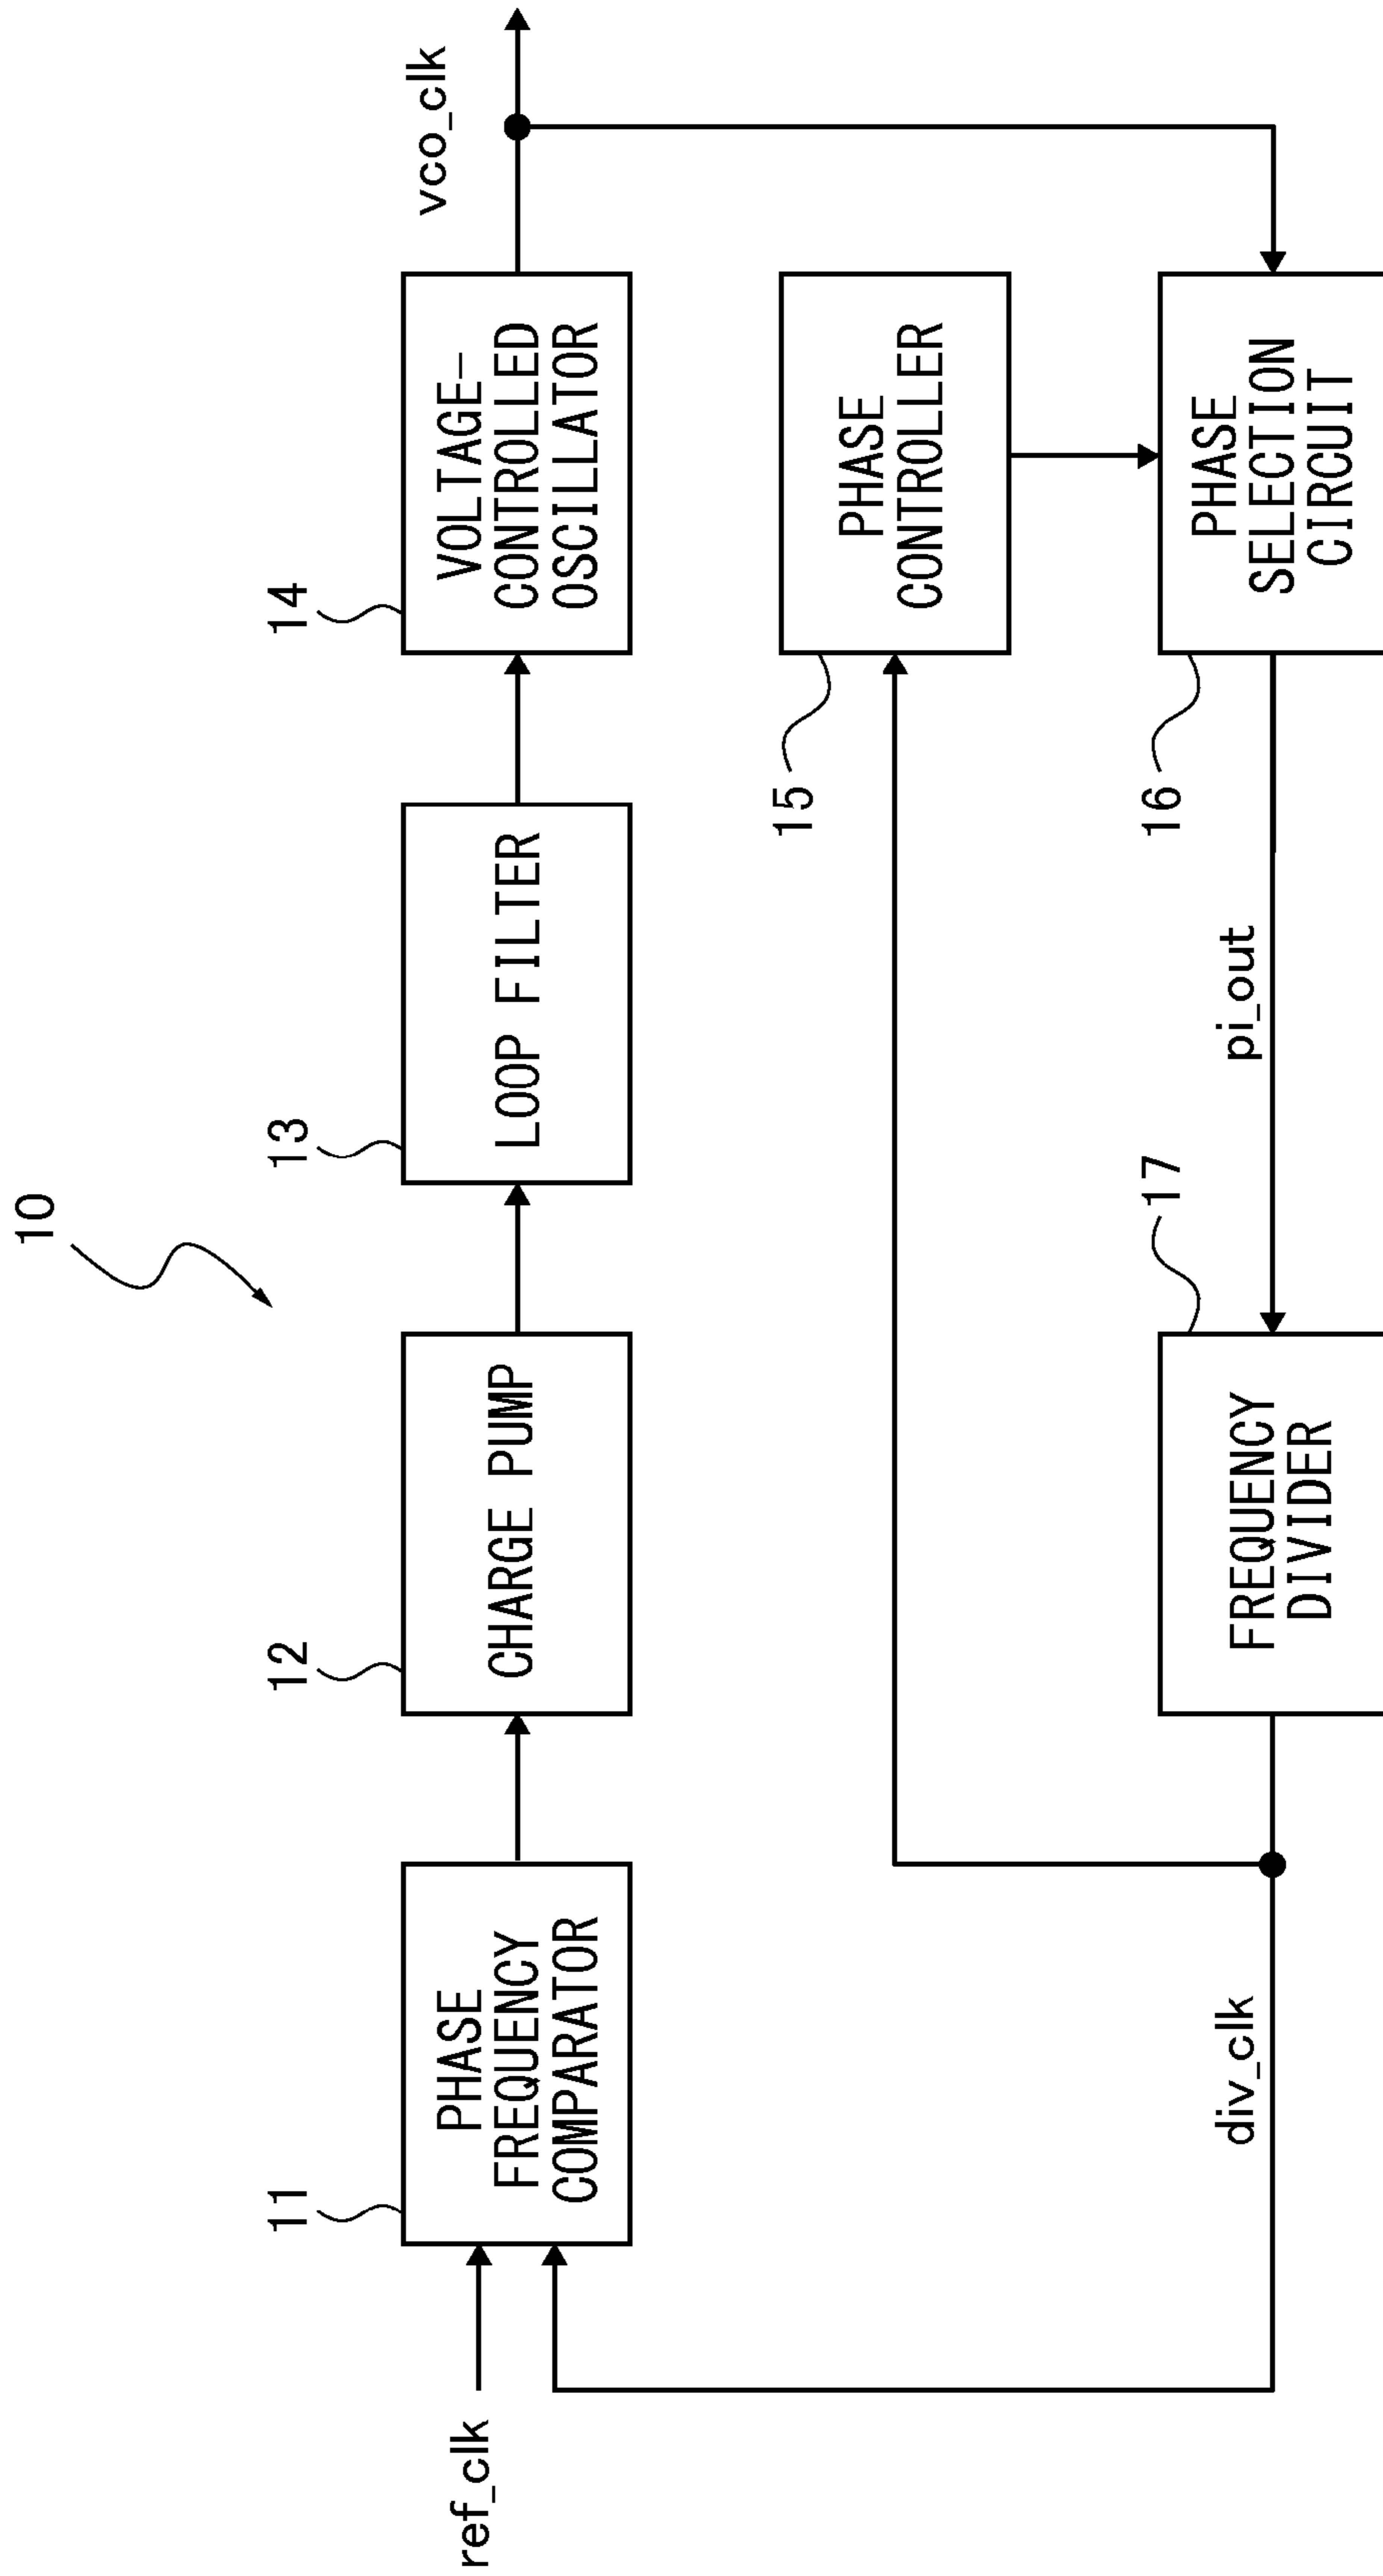 10
11
PHASE
FREQUENCY
COMPARATOR
12
CHARGE PUMP
13
LOOP FILTER
14
VOLTAGE-
CONTROLLED
OSCILLATOR
vco_clk
ref_clk
15
PHASE
CONTROLLER
16
PHASE
SELECTION
CIRCUIT
pi_out
17
FREQUENCY
DIVIDER
div_clk